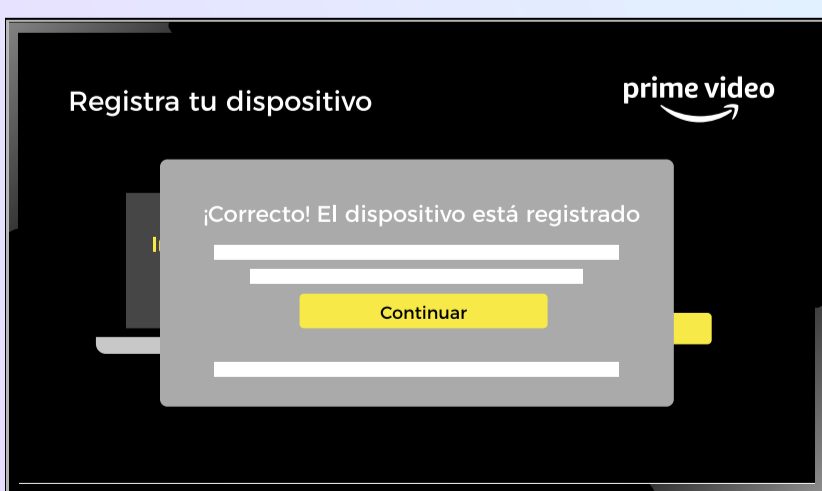 Registra tu dispositivo
prime video
¡Correcto! El dispositivo está registrado
Continuar